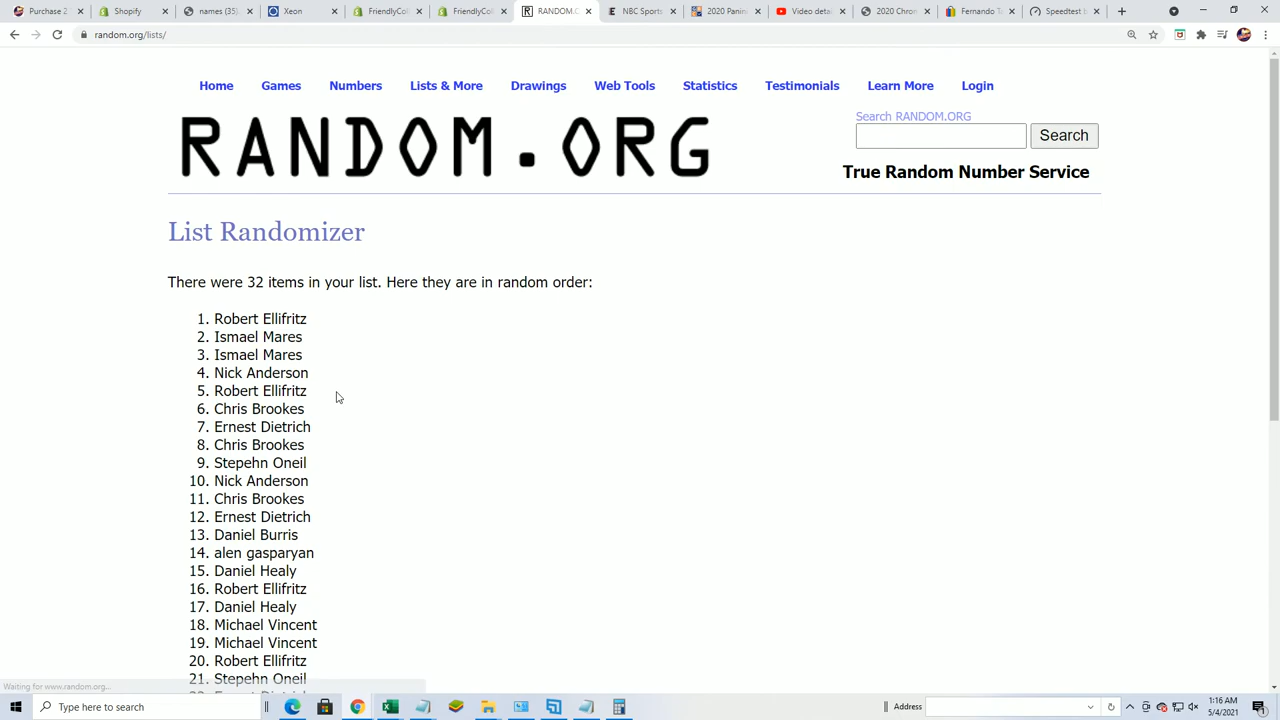 Purchase 2
Shopify
names (35)
Xeon
FriendlyCol
FriendlyCol
RANDOM.C
NBC Sports
2020 Panin
Video detai
2020 Chron
Fernando Ta
Speedtest b
random.org/lists/
Home Games Numbers Lists & More Drawings Web Tools Statistics Testimonials Learn More Login
Search RANDOM.ORG
RANDOM.ORG
Search
True Random Number Service
List Randomizer
There were 32 items in your list. Here they are in random order:
1. Robert Ellifritz
2. Ismael Mares
3. Ismael Mares
4. Nick Anderson
5. Robert Ellifritz
6. Chris Brookes
7. Ernest Dietrich
8. Chris Brookes
9. Stepehn Oneil
10. Nick Anderson
11. Chris Brookes
12. Ernest Dietrich
13. Daniel Burris
14. alen gasparyan
15. Daniel Healy
16. Robert Ellifritz
17. Daniel Healy
18. Michael Vincent
19. Michael Vincent
20. Robert Ellifritz
21. Stepehn Oneil
Waiting for www.random.org...
Type here to search
Address
1:16 AM
5/4/2021